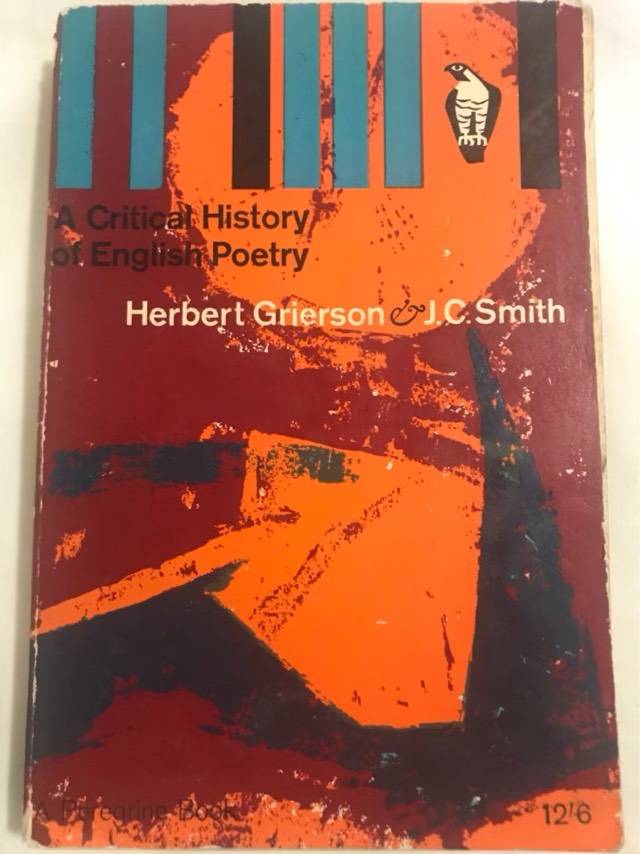 A Critical History
of English Poetry
Herbert Grierson & J.C. Smith
A Peregrine Book
12/6